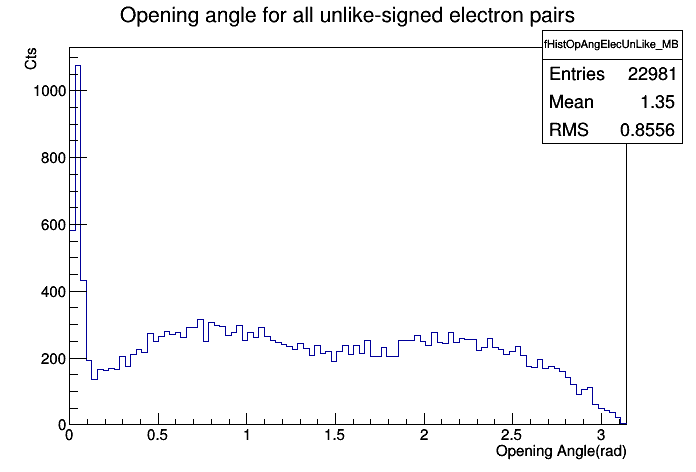 Opening angle for all unlike-signed electron pairs
fHistOpAngElecUnLike_MB
Entries 22981
Mean 1.35
RMS 0.8556
Cts
1000
800
600
400
200
0
0 0.5 1 1.5 2 2.5 3
Opening Angle(rad)